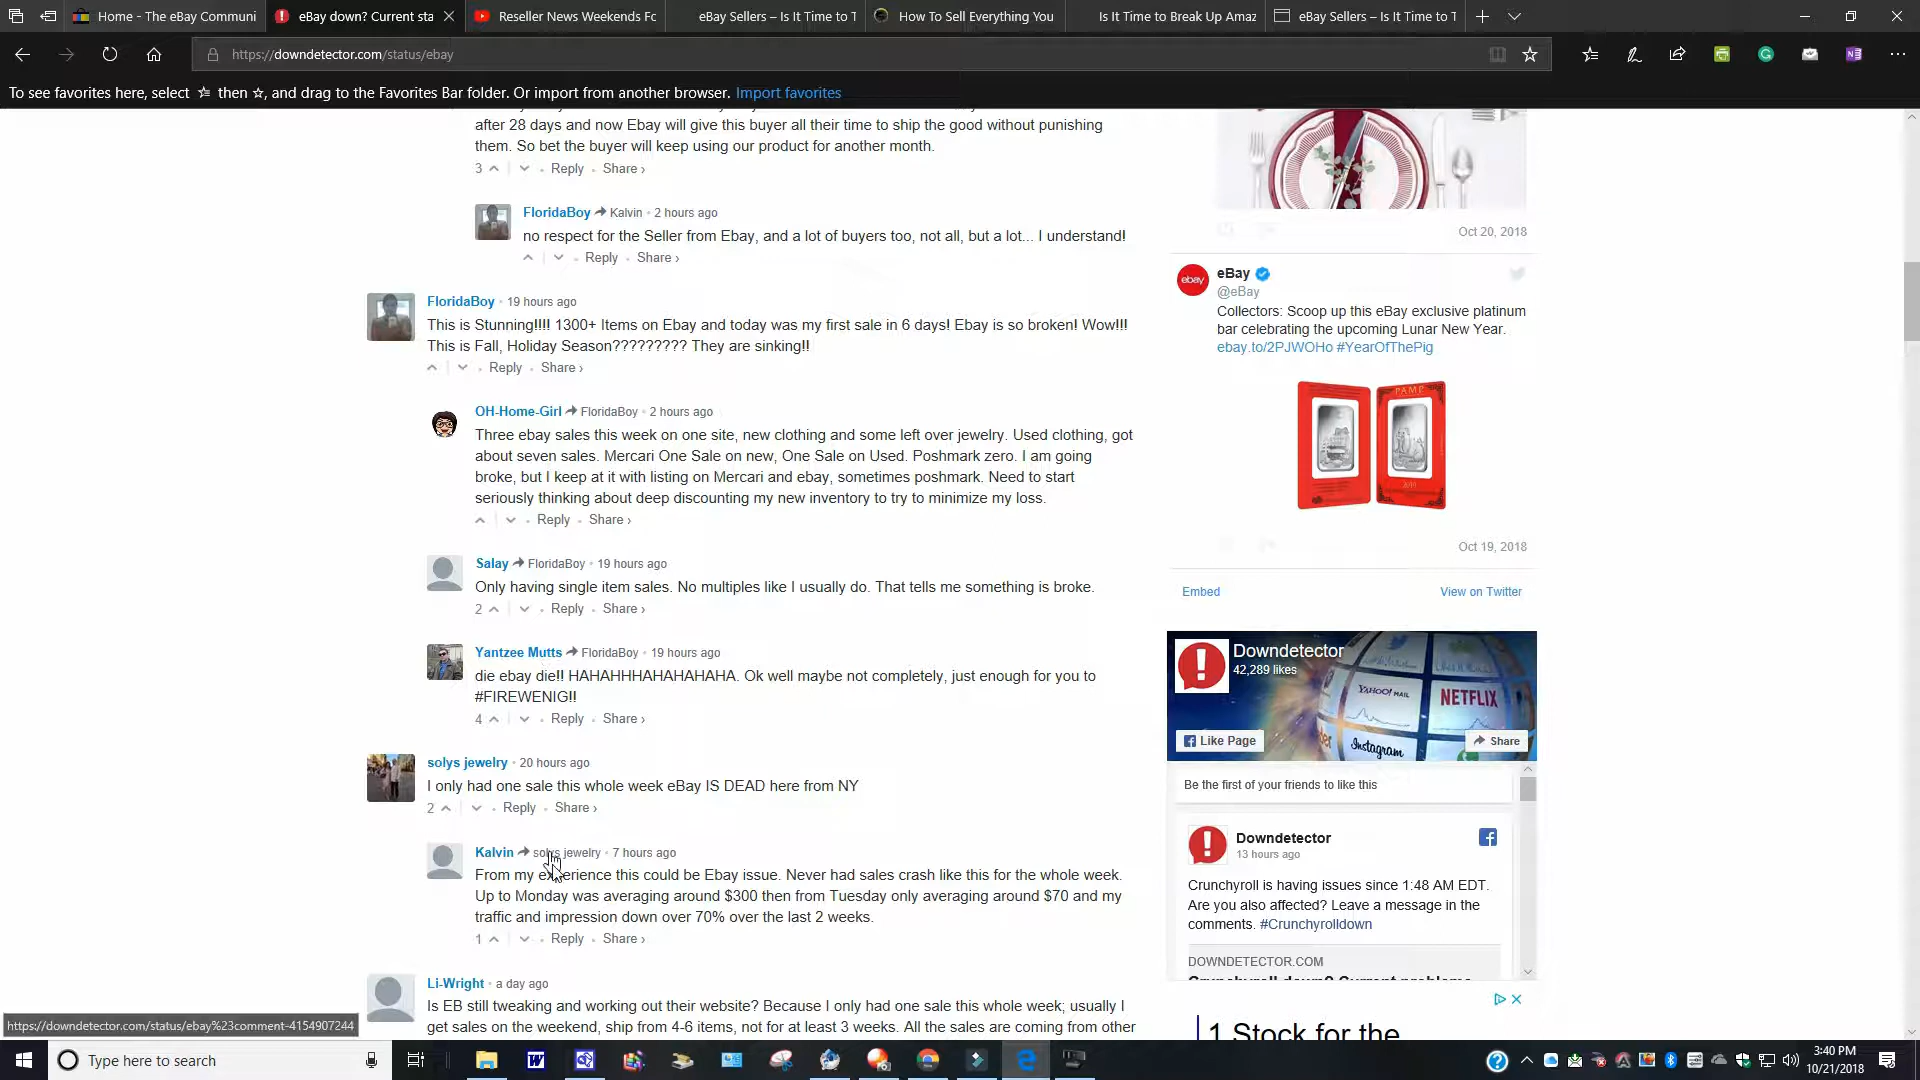 Home - The eBay Communi
eBay down? Current sta
Reseller News Weekends Fc
eBay Sellers – Is It Time to T
How To Sell Everything You
Is It Time to Break Up Amaz
eBay Sellers – Is It Time to T
https://downdetector.com/status/ebay
To see favorites here, select then ☆, and drag to the Favorites Bar folder. Or import from another browser. Import favorites
after 28 days and now Ebay will give this buyer all their time to ship the good without punishing
them. So bet the buyer will keep using our product for another month.
3 Reply Share ›
FloridaBoy Kalvin • 2 hours ago
no respect for the Seller from Ebay, and a lot of buyers too, not all, but a lot... I understand!
Reply Share ›
FloridaBoy • 19 hours ago
This is Stunning!!!! 1300+ Items on Ebay and today was my first sale in 6 days! Ebay is so broken! Wow!!!
This is Fall, Holiday Season????????? They are sinking!!
Reply Share ›
OH-Home-Girl FloridaBoy • 2 hours ago
Three ebay sales this week on one site, new clothing and some left over jewelry. Used clothing, got
about seven sales. Mercari One Sale on new, One Sale on Used. Poshmark zero. I am going
broke, but I keep at it with listing on Mercari and ebay, sometimes poshmark. Need to start
seriously thinking about deep discounting my new inventory to try to minimize my loss.
Reply Share ›
Salay FloridaBoy • 19 hours ago
Only having single item sales. No multiples like I usually do. That tells me something is broke.
2 Reply Share ›
Yantzee Mutts FloridaBoy • 19 hours ago
die ebay die!! HAHAHHHAHAHAHAHA. Ok well maybe not completely, just enough for you to
#FIREWENIG!!
4 Reply Share ›
solys jewelry • 20 hours ago
I only had one sale this whole week eBay IS DEAD here from NY
2 Reply Share ›
Kalvin solys jewelry • 7 hours ago
From my experience this could be Ebay issue. Never had sales crash like this for the whole week.
Up to Monday was averaging around $300 then from Tuesday only averaging around $70 and my
traffic and impression down over 70% over the last 2 weeks.
1 Reply Share ›
Li-Wright • a day ago
Is EB still tweaking and working out their website? Because I only had one sale this whole week; usually I
get sales on the weekend, ship from 4-6 items, not for at least 3 weeks. All the sales are coming from other
https://downdetector.com/status/ebay%23comment-4154907244
Oct 20, 2018
ebay
eBay
@eBay
Collectors: Scoop up this eBay exclusive platinum
bar celebrating the upcoming Lunar New Year.
ebay.to/2PJWOHo #YearOfThePig
PAMP
Oct 19, 2018
Embed
View on Twitter
Downdetector
42,289 likes
YAHOO! MAIL
NETFLIX
Instagram
Like Page
Share
Be the first of your friends to like this
Downdetector
13 hours ago
Crunchyroll is having issues since 1:48 AM EDT.
Are you also affected? Leave a message in the
comments. #Crunchyrolldown
DOWNDETECTOR.COM
Crunchyroll down? Current problems
1 Stock for the
Type here to search
3:40 PM
10/21/2018